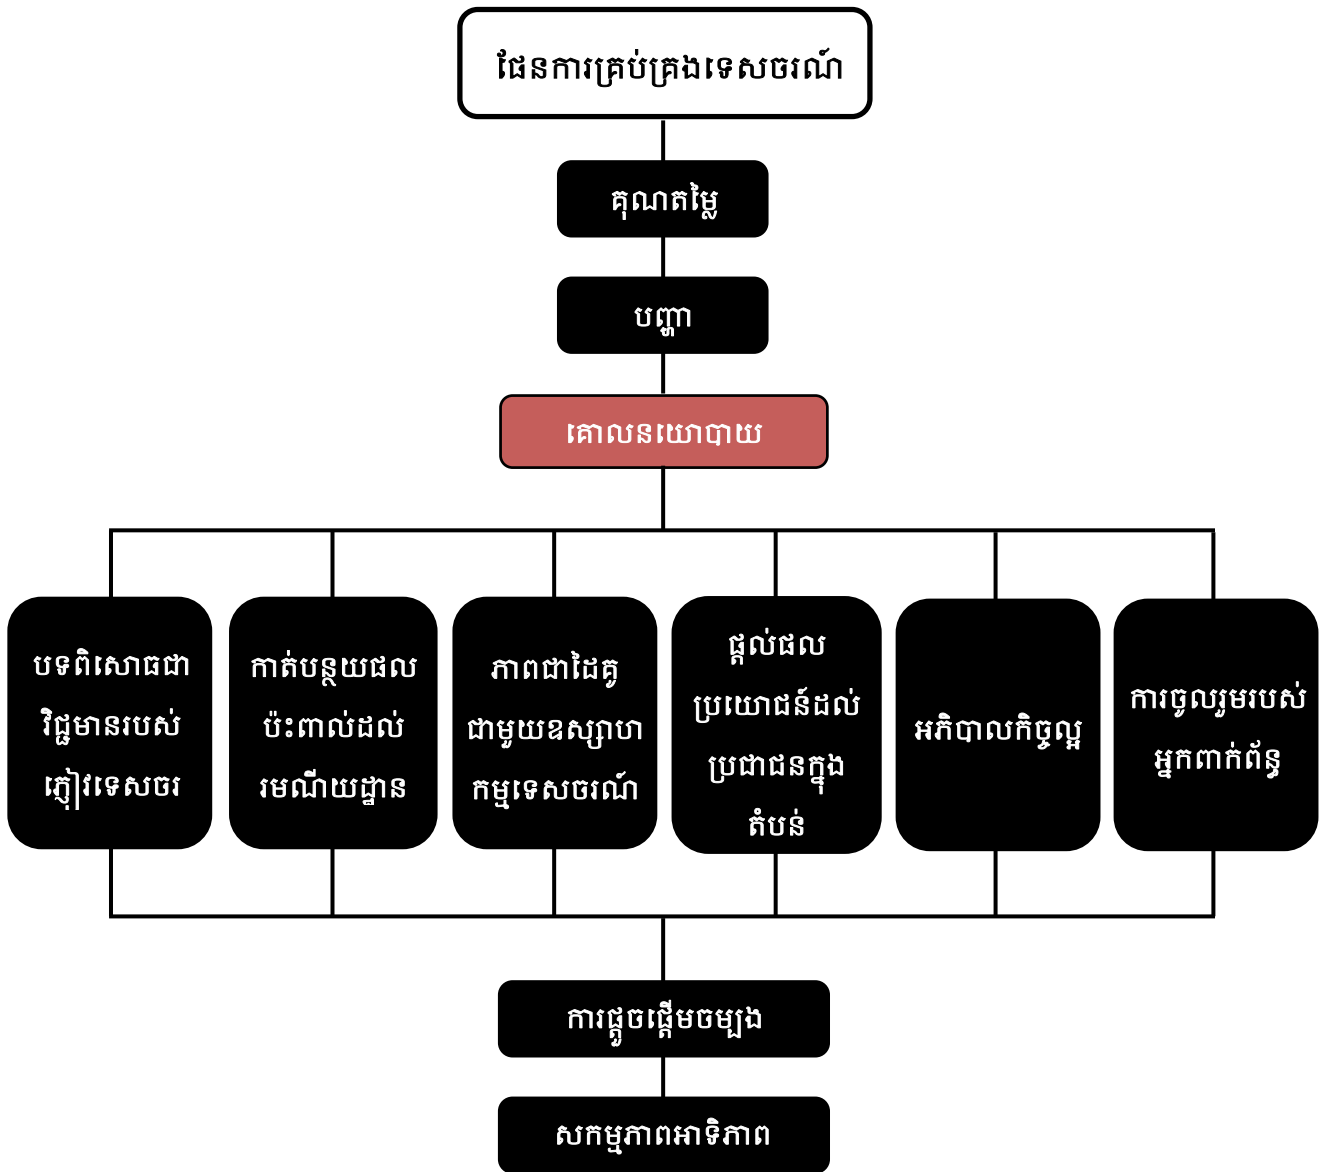 ផែនការគ្រប់គ្រងទេសចរណ៍
គុណតម្លៃ
បញ្ហា
គោលនយោបាយ
បទពិសោធជា
វិជ្ជមានរបស់
ភ្ញៀវទេសចរ
កាត់បន្ថយផល
ប៉ះពាល់ដល់
រមណីយដ្ឋាន
ភាពជាដៃគូ
ជាមួយឧស្សាហ
កម្មទេសចរណ៍
ផ្តល់ផល
ប្រយោជន៍ដល់
ប្រជាជនក្នុង
តំបន់
អភិបាលកិច្ចល្អ
ការចូលរួមរបស់
អ្នកពាក់ព័ន្ធ
ការផ្តួចផ្តើមចម្បង
សកម្មភាពអាទិភាព